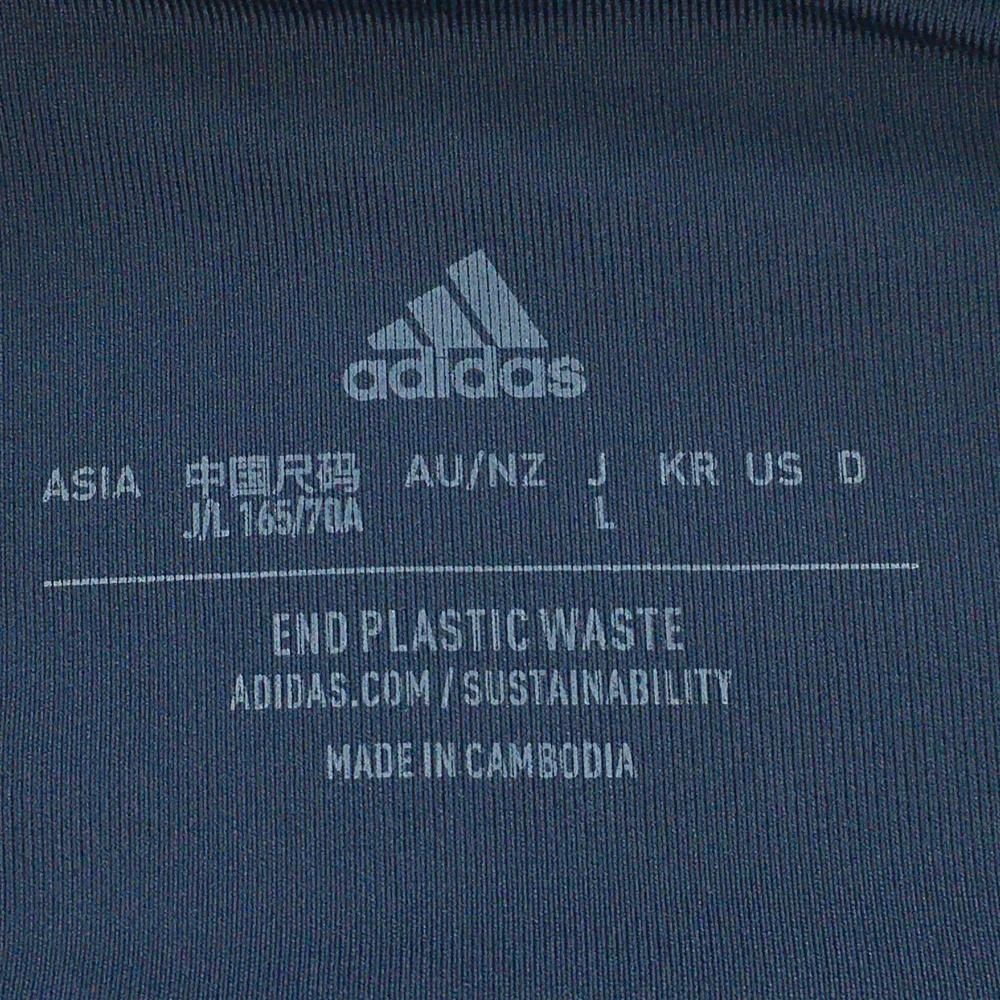 adidas
ASIA 中国尺码 AU/NZ J KR US D
J/L 165/70A L
END PLASTIC WASTE
ADIDAS.COM / SUSTAINABILITY
MADE IN CAMBODIA